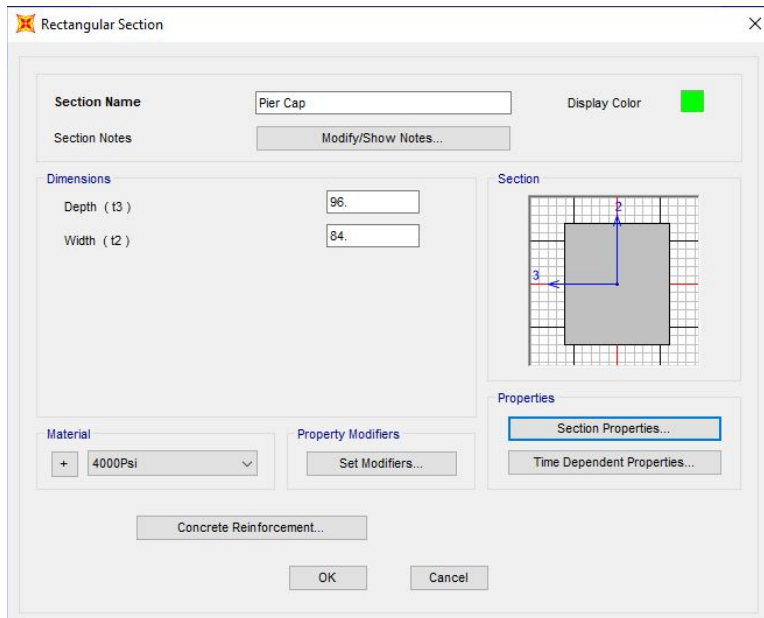 Rectangular Section
Section Name
Pier Cap
Display Color
Section Notes
Modify/Show Notes...
Dimensions
Depth ( t3 )
96.
Width ( t2 )
84.
Section
2
3
Properties
Section Properties...
Time Dependent Properties...
Material
+
4000Psi
Property Modifiers
Set Modifiers...
Concrete Reinforcement...
OK
Cancel